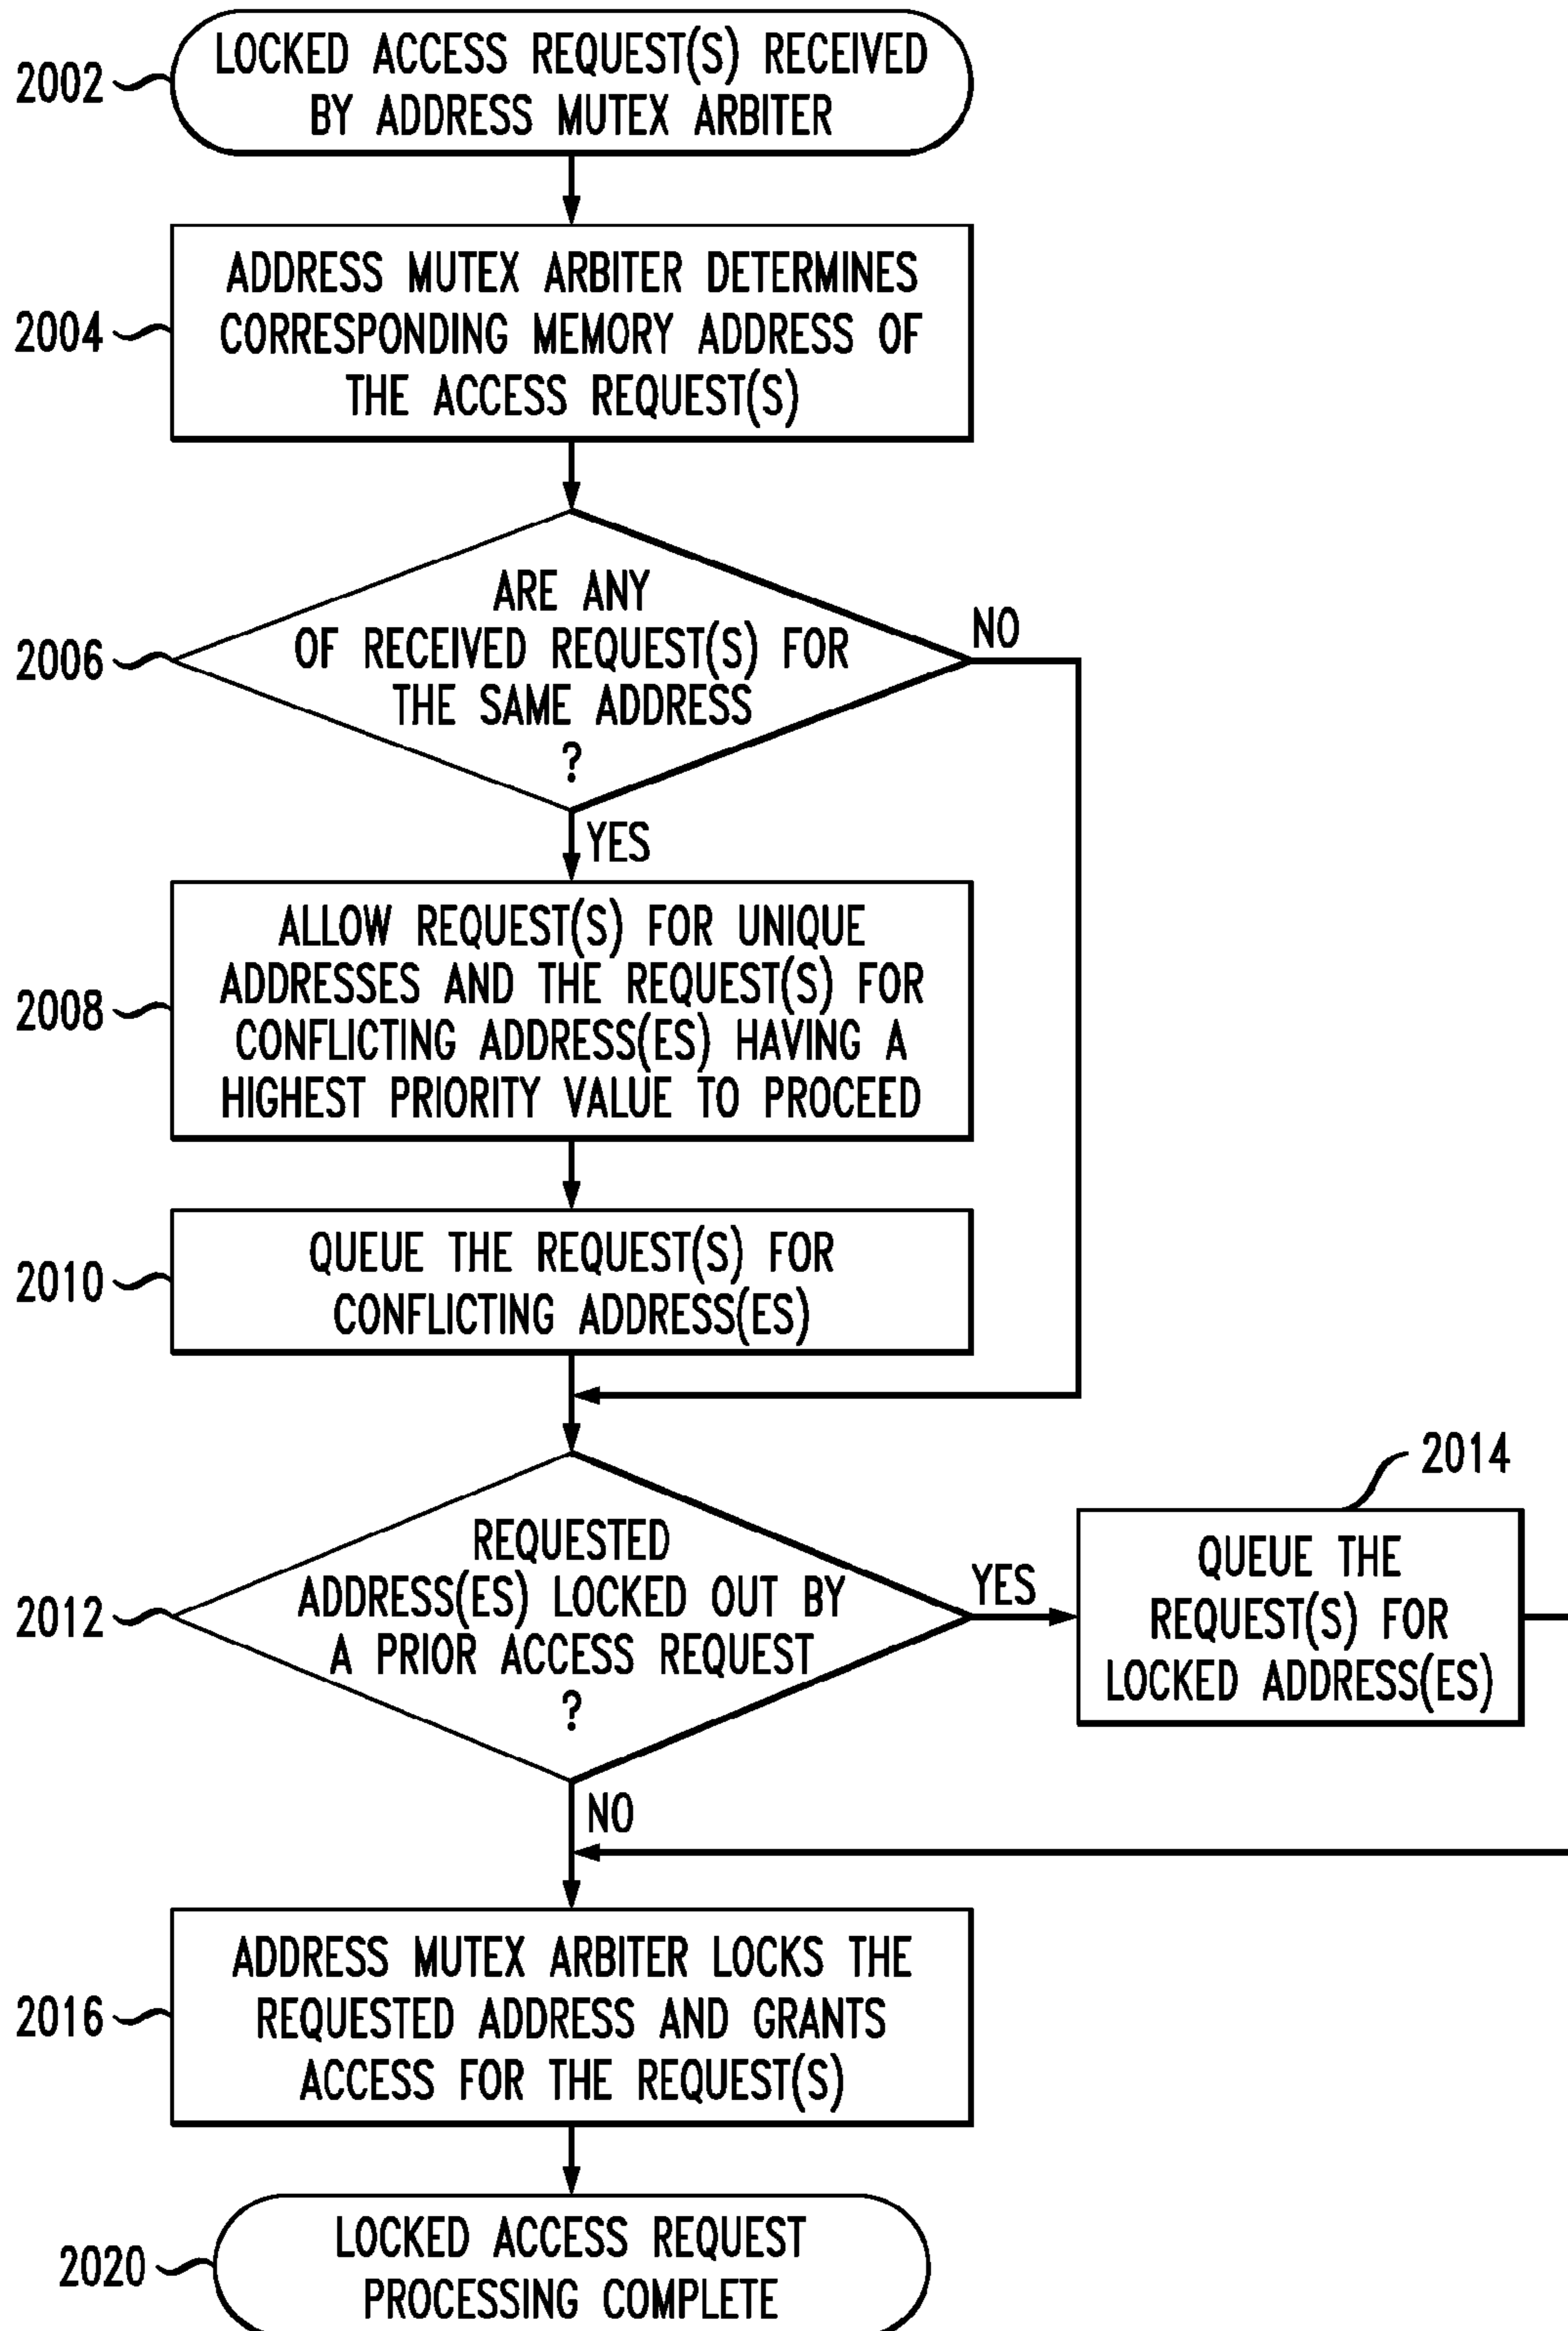 2002
LOCKED ACCESS REQUEST(S) RECEIVED
BY ADDRESS MUTEX ARBITER
2004
ADDRESS MUTEX ARBITER DETERMINES
CORRESPONDING MEMORY ADDRESS OF
THE ACCESS REQUEST(S)
2006
ARE ANY
OF RECEIVED REQUEST(S) FOR
THE SAME ADDRESS
?
NO
YES
2008
ALLOW REQUEST(S) FOR UNIQUE
ADDRESSES AND THE REQUEST(S) FOR
CONFLICTING ADDRESS(ES) HAVING A
HIGHEST PRIORITY VALUE TO PROCEED
2010
QUEUE THE REQUEST(S) FOR
CONFLICTING ADDRESS(ES)
2012
REQUESTED
ADDRESS(ES) LOCKED OUT BY
A PRIOR ACCESS REQUEST
?
YES
2014
QUEUE THE
REQUEST(S) FOR
LOCKED ADDRESS(ES)
NO
2016
ADDRESS MUTEX ARBITER LOCKS THE
REQUESTED ADDRESS AND GRANTS
ACCESS FOR THE REQUEST(S)
2020
LOCKED ACCESS REQUEST
PROCESSING COMPLETE